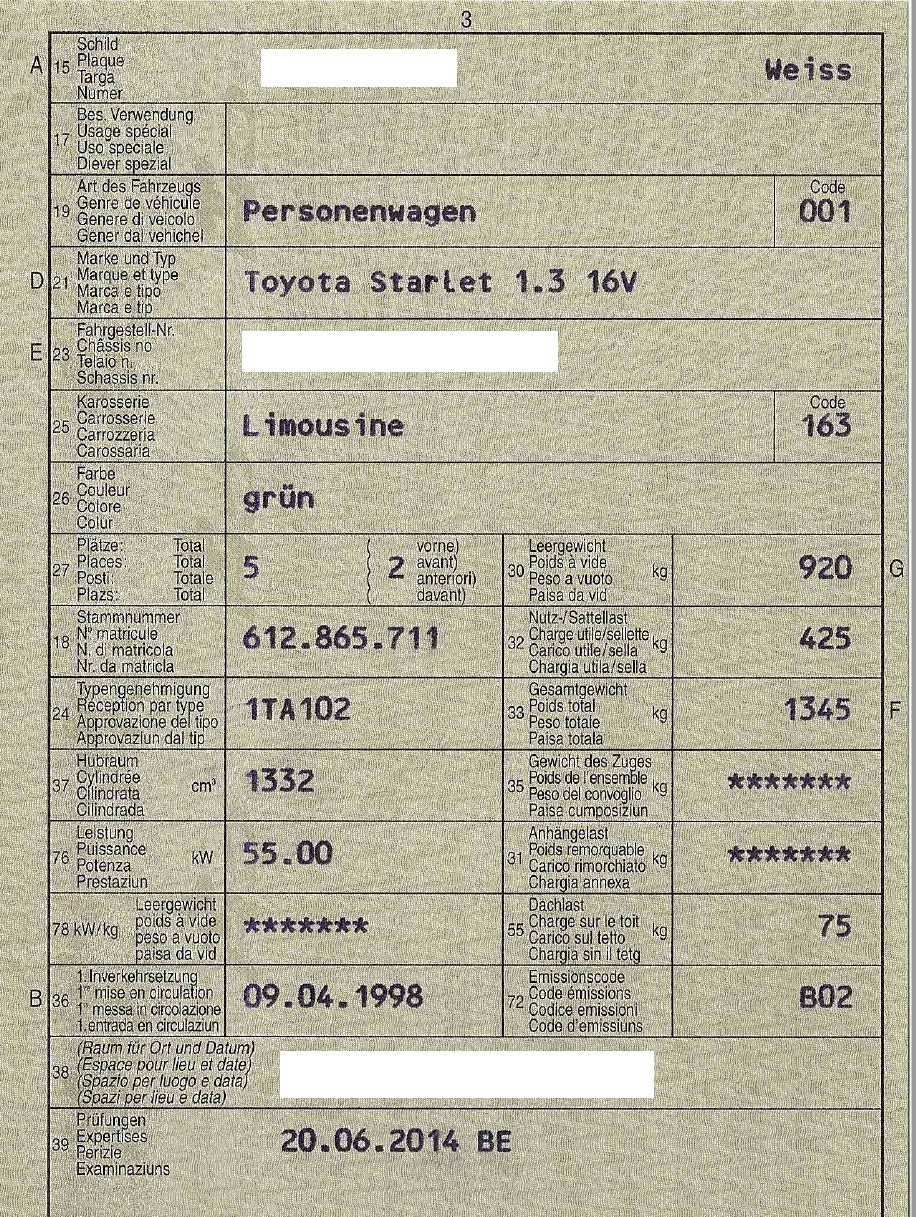 3
A 15 Schild
Plaque
Targa
Numer
Weiss
17 Bes. Verwendung
Usage spécial
Uso speciale
Diever spezial
19 Art des Fahrzeugs
Genre de véhicule
Genere di veicolo
Gener dal vehichel
Personenwagen
Code
001
D 21 Marke und Typ
Marque et type
Marca e tipo
Marca e tip
Toyota Starlet 1.3 16V
E 23 Fahrgestell-Nr.
Châssis no
Telaio n.
Schassis nr.
25 Karosserie
Carrosserie
Carrozzeria
Carossaria
Limousine
Code
163
26 Farbe
Couleur
Colore
Colur
grün
27 Plätze: Total
Places: Total
Posti: Totale
Plazs: Total
5
2 vorne)
avant)
anteriori)
davant)
30 Leergewicht
Poids à vide
Peso a vuoto
Paisa da vid
kg
920 G
18 Stammnummer
N° matricule
N. di matricola
Nr. da matricla
612.865.711
32 Nutz-/Sattellast
Charge utile/sellette
Carico utile/sella
Chargia utila/sella
kg
425
24 Typengenehmigung
Réception par type
Approvazione del tipo
Approvaziun dal tip
1TA102
33 Gesamtgewicht
Poids total
Peso totale
Paisa totala
kg
1345 F
37 Hubraum
Cylindrée
Cilindrata
Cilindrada
cm³
1332
35 Gewicht des Zuges
Poids de l'ensemble
Peso del convoglio
Paisa cumposiziun
kg
*******
76 Leistung
Puissance
Potenza
Prestaziun
kW
55.00
31 Anhängelast
Poids remorquable
Carico rimorchiato
Chargia annexa
kg
*******
78 kW/kg Leergewicht
poids à vide
peso a vuoto
paisa da vid
*******
55 Dachlast
Charge sur le toit
Carico sul tetto
Chargia sin il tetg
kg
75
B 36 1.Inverkehrsetzung
1re mise en circulation
1a messa in circolazione
1.entrada en circulaziun
09.04.1998
72 Emissionscode
Code émissions
Codice emissioni
Code d'emissiuns
B02
38 (Raum für Ort und Datum)
(Espace pour lieu et date)
(Spazio per luogo e data)
(Spazi per lieu e data)
39 Prüfungen
Expertises
Perizie
Examinaziuns
20.06.2014 BE